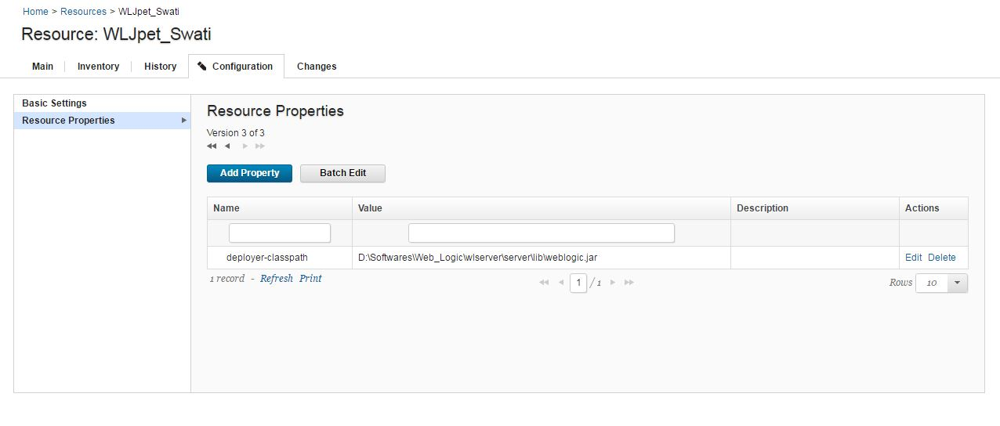 Home > Resources > WLJpet_Swati
Resource: WLJpet_Swati
Main Inventory History Configuration Changes
Basic Settings
Resource Properties
Resource Properties
Version 3 of 3
Add Property Batch Edit
Name Value Description Actions
deployer-classpath D:\Softwares\Web_Logic\wlserver\server\lib\weblogic.jar Edit Delete
1 record - Refresh Print 1 / 1 Rows 10